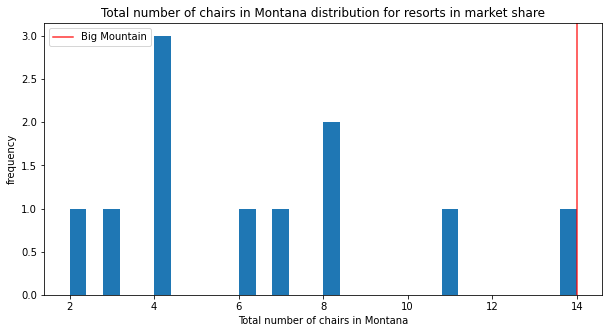 Total number of chairs in Montana distribution for resorts in market share
Big Mountain
frequency
3.0
2.5
2.0
1.5
1.0
0.5
0.0
2 4 6 8 10 12 14
Total number of chairs in Montana